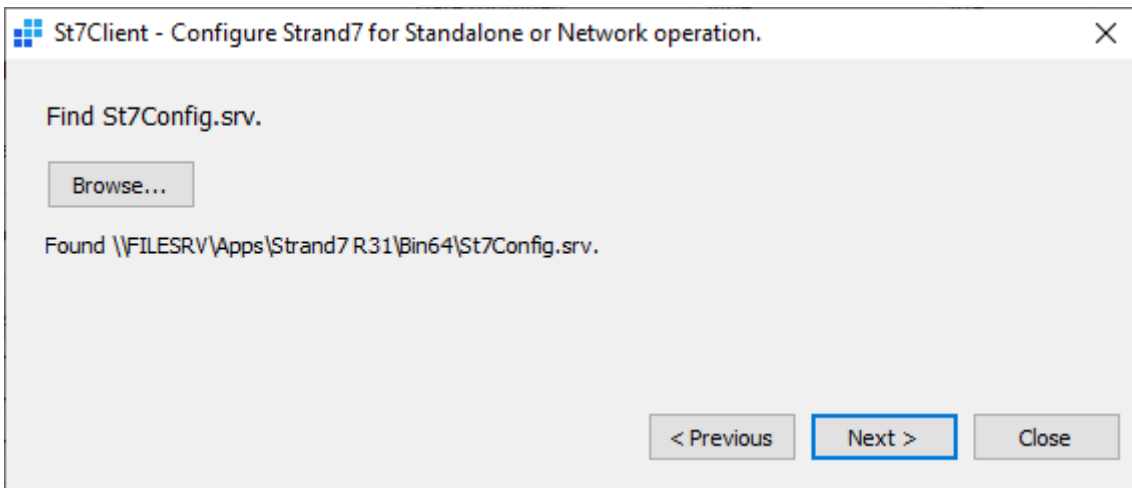 St7Client - Configure Strand7 for Standalone or Network operation.
Find St7Config.srv.
Browse...
Found \\FILESRV\Apps\Strand7 R31\Bin64\St7Config.srv.
< Previous
Next >
Close